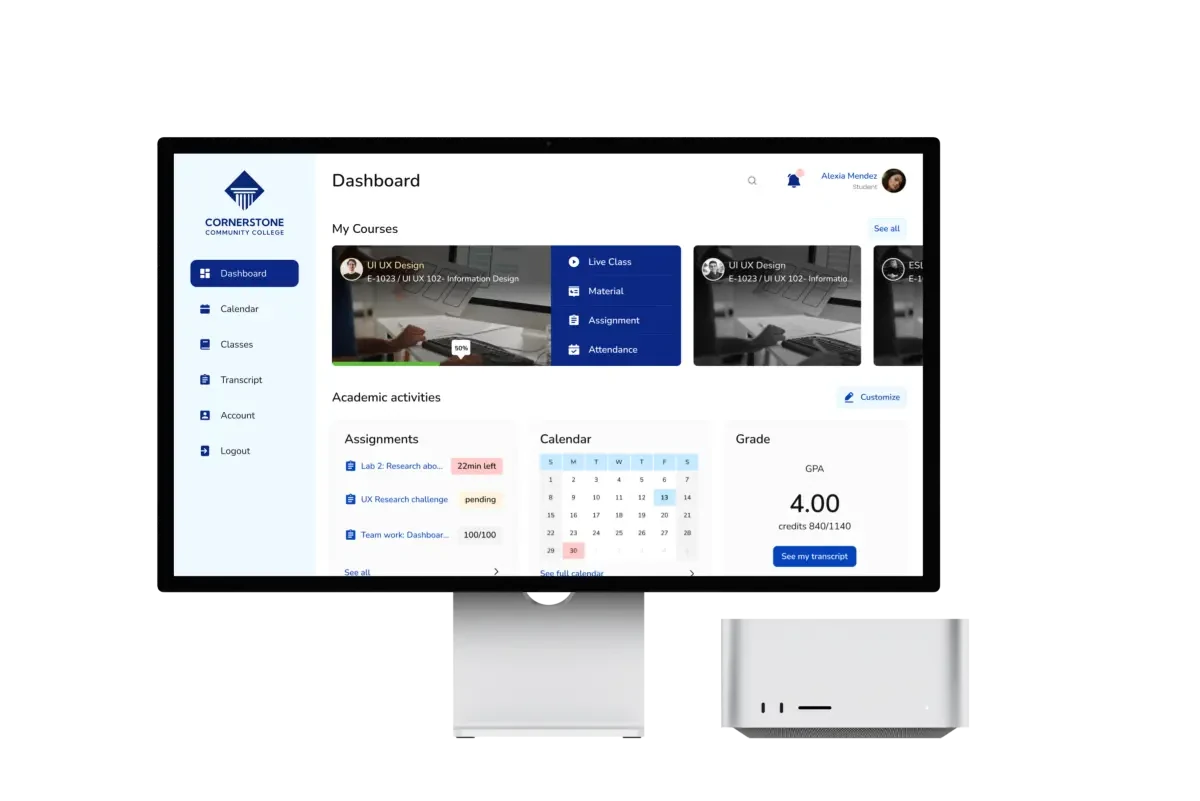 CORNERSTONE
COMMUNITY COLLEGE
Dashboard
Calendar
Classes
Transcript
Account
Logout
Dashboard
Alexia Mendez
Student
My Courses
See all
UI UX Design
E-1023 / UI UX 102- Information Design
50%
Live Class
Material
Assignment
Attendance
UI UX Design
E-1023 / UI UX 102- Informatio...
ESL
E-1
Academic activities
Customize
Assignments
Lab 2: Research abo... 22min left
UX Research challenge pending
Team work: Dashboar... 100/100
See all
Calendar
S M T W T F S
1 2 3 4 5 6 7
8 9 10 11 12 13 14
15 16 17 18 19 20 21
22 23 24 25 26 27 28
29 30
See full calendar
Grade
GPA
4.00
credits 840/1140
See my transcript